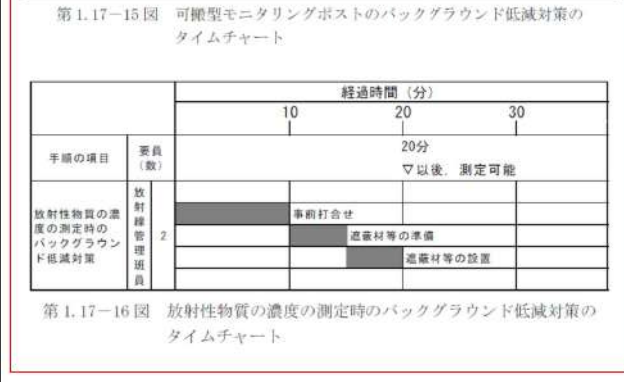 第1.17-15図 可搬型モニタリングポストのバックグラウンド低減対策の
タイムチャート
経過時間（分）
10 20 30
手順の項目
要員
（数）
20分
▽以後，測定可能
放射性物質の濃
度の測定時の
バックグラウン
ド低減対策
放射線管理班員
2
事前打合せ
遮蔽材等の準備
遮蔽材等の設置
第1.17-16図 放射性物質の濃度の測定時のバックグラウンド低減対策の
タイムチャート